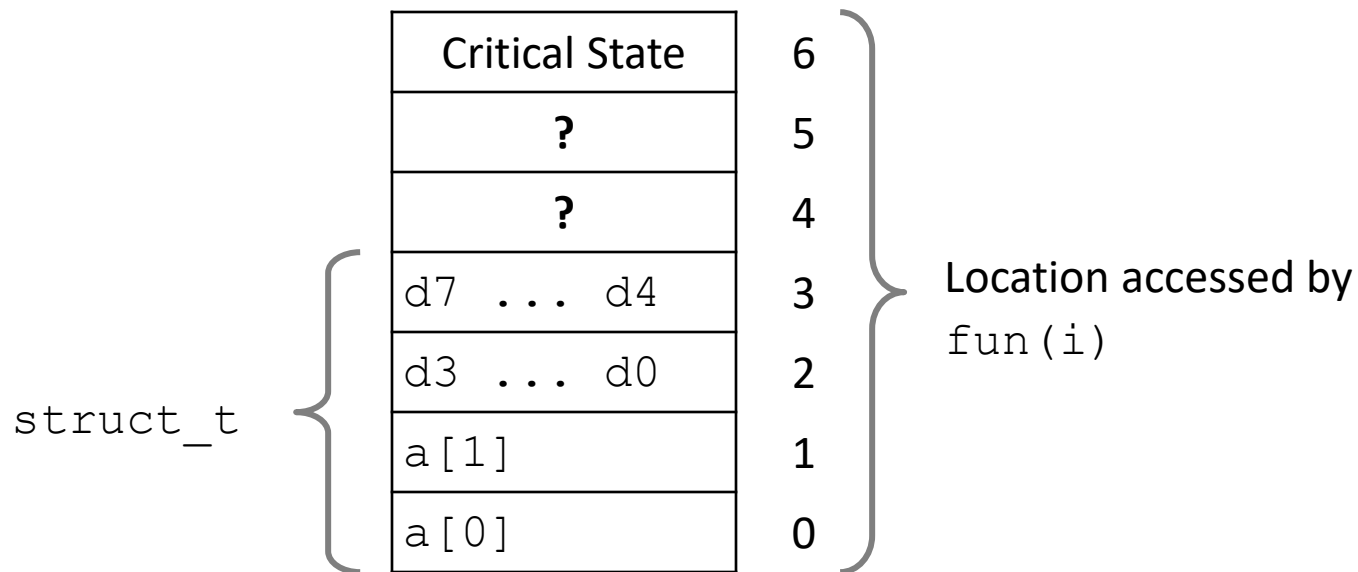 Critical State 6
? 5
? 4
d7 ... d4 3
d3 ... d0 2
a[1] 1
a[0] 0
struct_t
Location accessed by
fun(i)